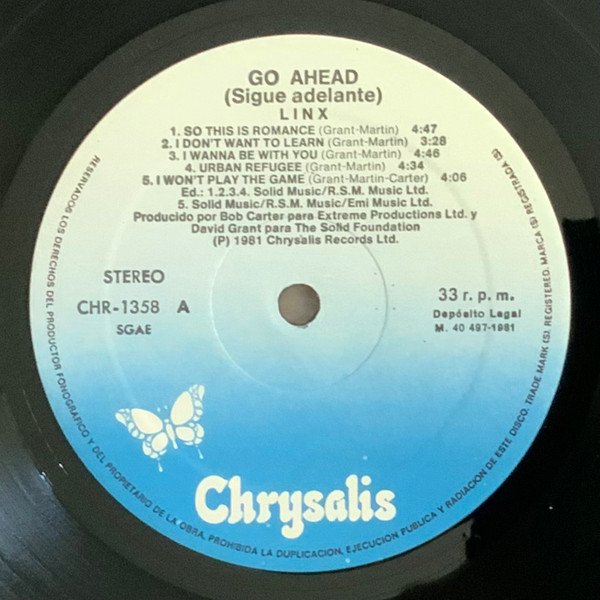 GO AHEAD
(Sigue adelante)
LINX
1. SO THIS IS ROMANCE (Grant-Martin) 4:47
2. I DON'T WANT TO LEARN (Grant-Martin) 3:28
3. I WANNA BE WITH YOU (Grant-Martin) 4:46
4. URBAN REFUGEE (Grant-Martin) 4:34
5. I WON'T PLAY THE GAME (Grant-Martin-Carter) 4:06
Ed.: 1.2.3.4. Solid Music/R.S.M. Music Ltd.
5. Solid Music/R.S.M. Music/Emi Music Ltd.
Producido por Bob Carter para Extreme Productions Ltd. y
David Grant para The Solid Foundation
(P) 1981 Chrysalis Records Ltd.
STEREO
CHR-1358 A
SGAE
33 r. p. m.
Depósito Legal
M. 40 497-1981
Chrysalis
RESERVADOS LOS DERECHOS DEL PRODUCTOR FONOGRAFICO Y DEL PROPIETARIO DE LA OBRA. PROHIBIDA LA DUPLICACION, EJECUCION PUBLICA Y RADIACION DE ESTE DISCO. TRADE MARK (S). REGISTERED. MARCA (S) REGISTRADA (S)